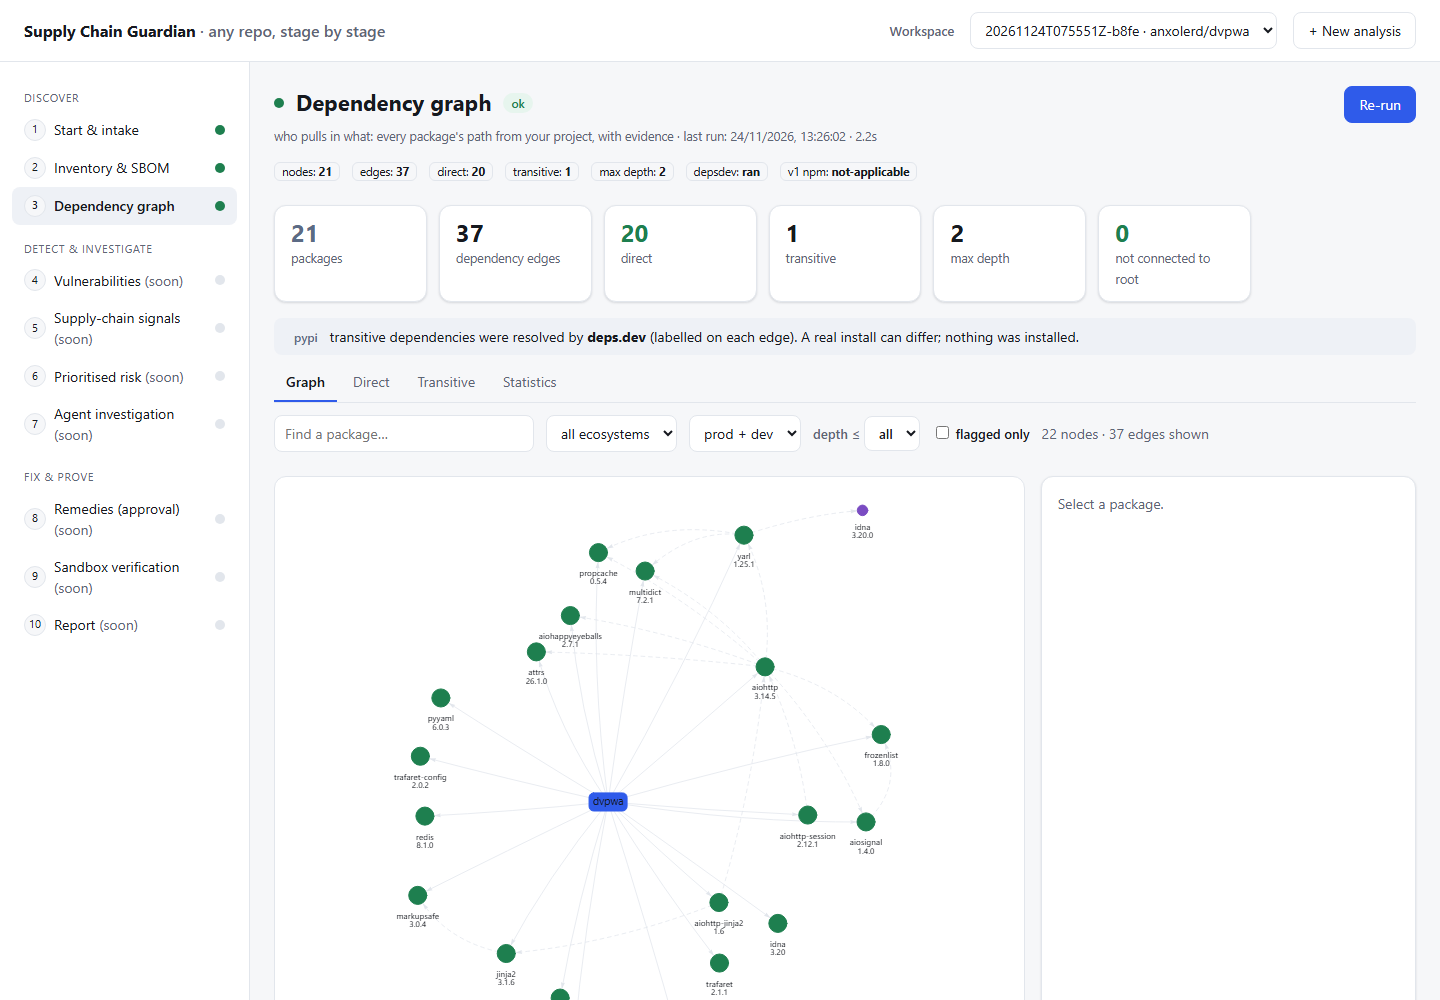 Supply Chain Guardian · any repo, stage by stage
Workspace
20261124T075551Z-b8fe · anxolerd/dvpwa
+ New analysis
DISCOVER
1 Start & intake
2 Inventory & SBOM
3 Dependency graph
DETECT & INVESTIGATE
4 Vulnerabilities (soon)
5 Supply-chain signals
(soon)
6 Prioritised risk (soon)
7 Agent investigation
(soon)
FIX & PROVE
8 Remedies (approval)
(soon)
9 Sandbox verification
(soon)
10 Report (soon)
Dependency graph ok
Re-run
who pulls in what: every package's path from your project, with evidence · last run: 24/11/2026, 13:26:02 · 2.2s
nodes: 21
edges: 37
direct: 20
transitive: 1
max depth: 2
depsdev: ran
v1 npm: not-applicable
21
packages
37
dependency edges
20
direct
1
transitive
2
max depth
0
not connected to
root
pypi transitive dependencies were resolved by deps.dev (labelled on each edge). A real install can differ; nothing was installed.
Graph
Direct
Transitive
Statistics
Find a package...
all ecosystems
prod + dev
depth ≤ all
flagged only
22 nodes · 37 edges shown
Select a package.
idna
3.20.0
yarl
1.25.1
propcache
0.5.4
multidict
7.2.1
aiohappyeyeballs
2.7.1
attrs
26.1.0
aiohttp
3.14.5
pyyaml
6.0.3
frozenlist
1.8.0
trafaret-config
2.0.2
dvpwa
redis
8.1.0
aiohttp-session
2.12.1
aiosignal
1.4.0
markupsafe
3.0.4
aiohttp-jinja2
1.6
idna
3.20
jinja2
3.1.6
trafaret
2.1.1